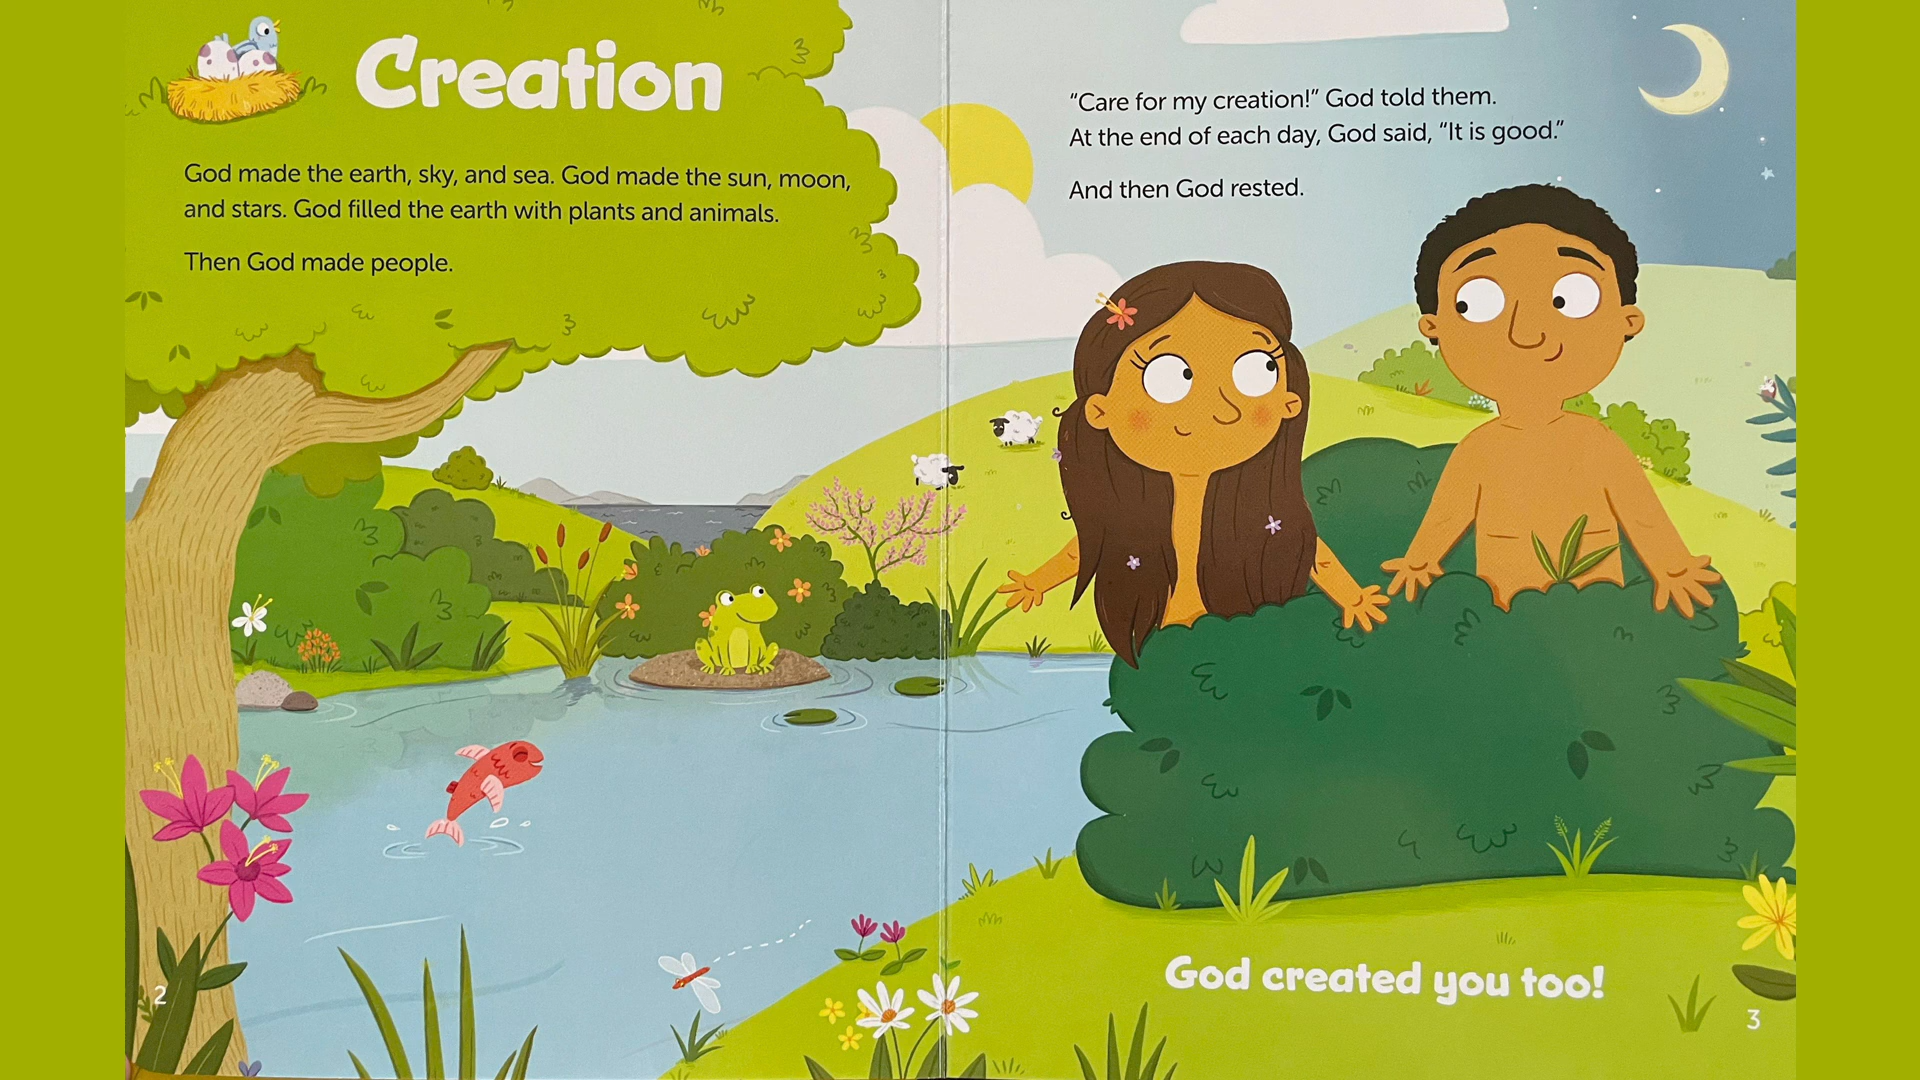 Creation
God made the earth, sky, and sea. God made the sun, moon,
and stars. God filled the earth with plants and animals.
Then God made people.
2
“Care for my creation!” God told them.
At the end of each day, God said, “It is good.”
And then God rested.
God created you too!
3